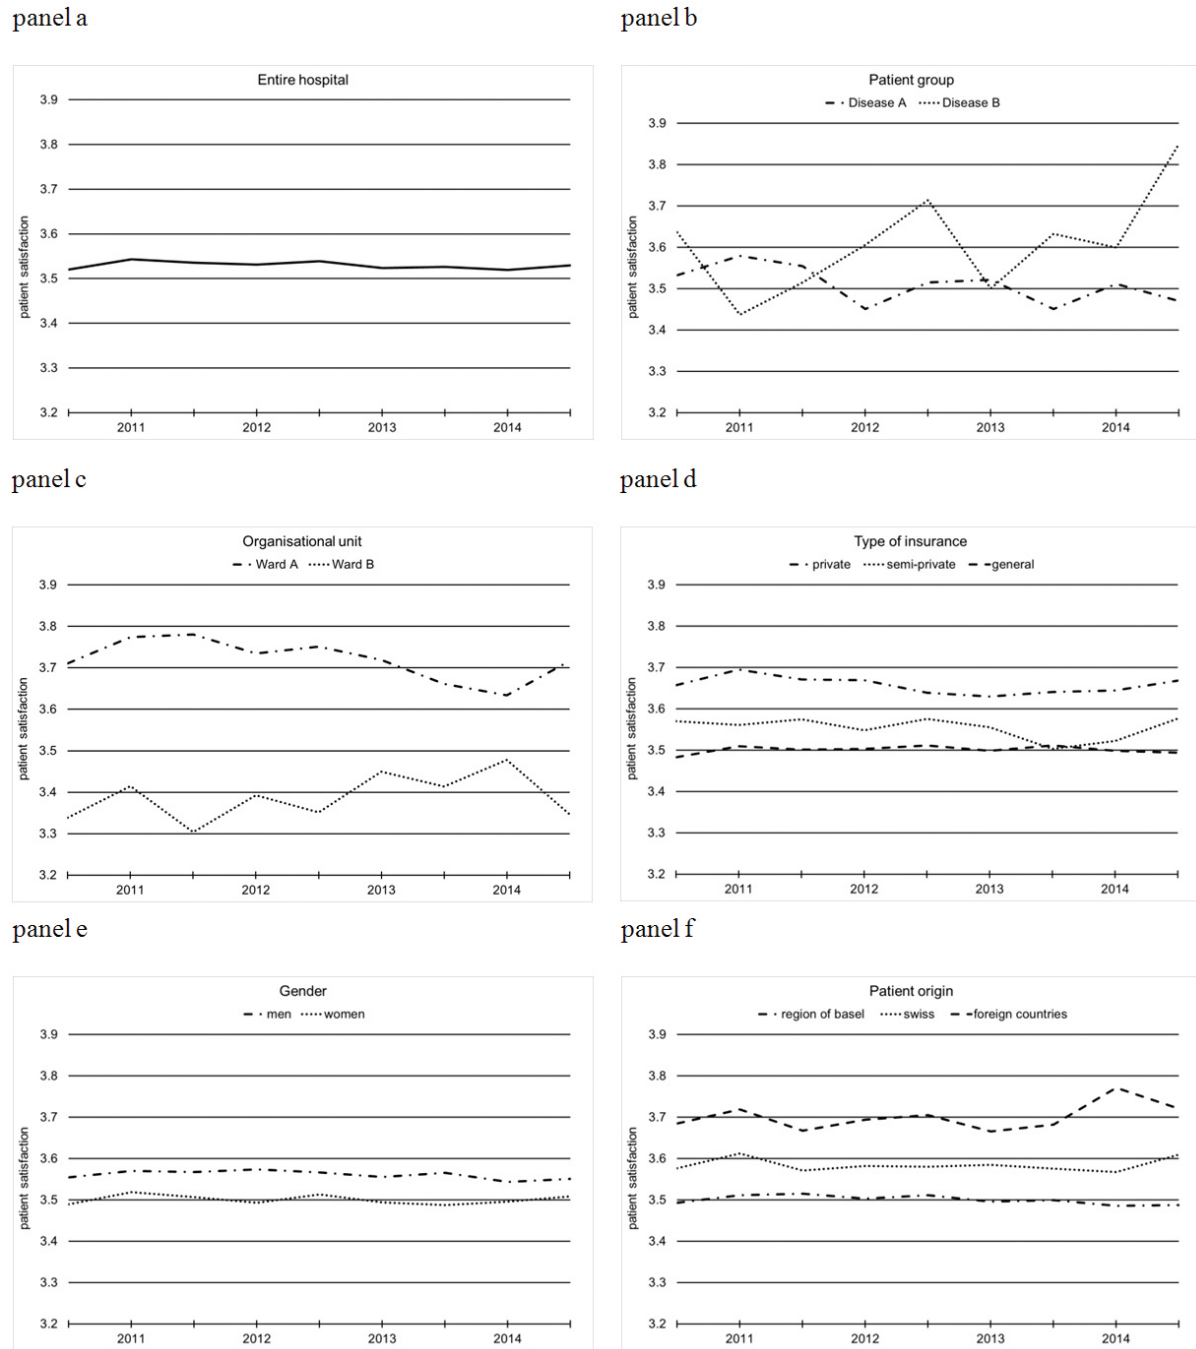 panel a
Entire hospital
patient satisfaction
3.9
3.8
3.7
3.6
3.5
3.4
3.3
3.2
2011 2012 2013 2014
panel b
Patient group
Disease A Disease B
patient satisfaction
3.9
3.8
3.7
3.6
3.5
3.4
3.3
3.2
2011 2012 2013 2014
panel c
Organisational unit
Ward A Ward B
patient satisfaction
3.9
3.8
3.7
3.6
3.5
3.4
3.3
3.2
2011 2012 2013 2014
panel d
Type of insurance
private semi-private general
patient satisfaction
3.9
3.8
3.7
3.6
3.5
3.4
3.3
3.2
2011 2012 2013 2014
panel e
Gender
men women
patient satisfaction
3.9
3.8
3.7
3.6
3.5
3.4
3.3
3.2
2011 2012 2013 2014
panel f
Patient origin
region of basel swiss foreign countries
patient satisfaction
3.9
3.8
3.7
3.6
3.5
3.4
3.3
3.2
2011 2012 2013 2014